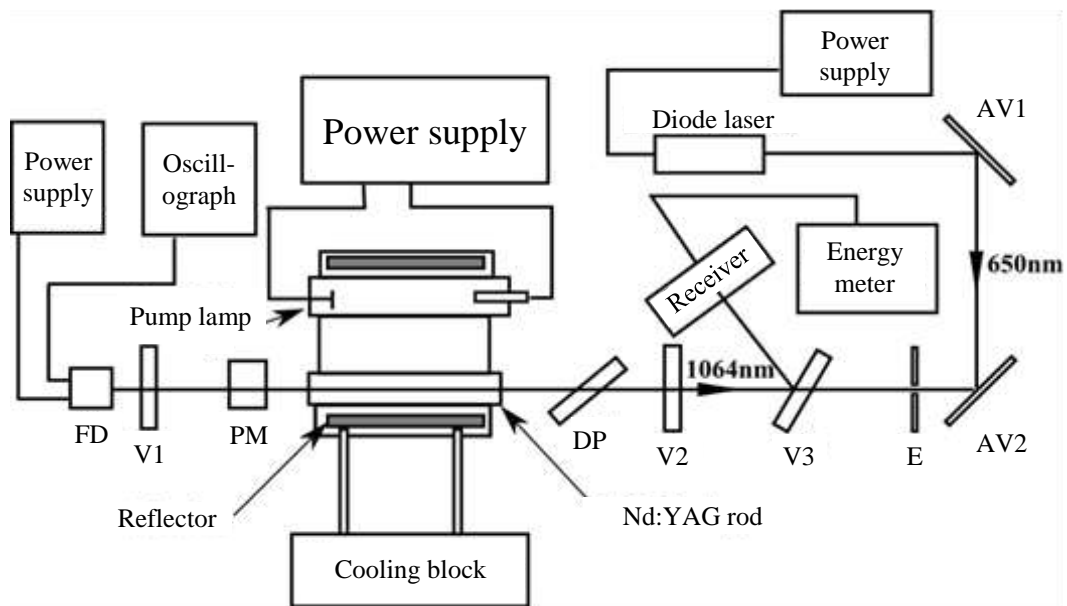 Power
supply
AV1
Diode laser
Power
supply
Oscill-
ograph
Power supply
Receiver
Energy
meter
650nm
Pump lamp
1064nm
FD
V1
PM
DP
V2
V3
E
AV2
Reflector
Nd:YAG rod
Cooling block